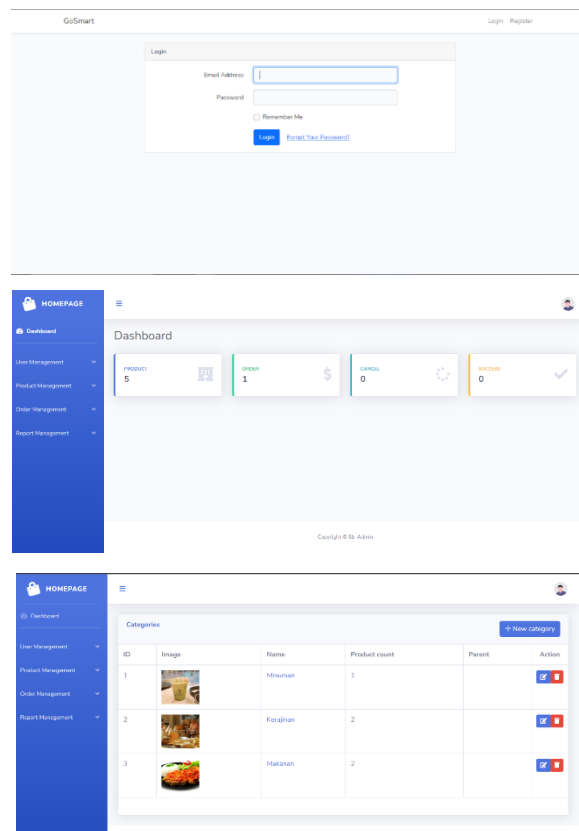 GoSmart
Login Register
Login
Email Address
Password
Remember Me
Login Forgot Your Password?
HOMEPAGE
Dashboard
User Management
Product Management
Order Management
Report Management
Dashboard
PRODUCT
5
ORDER
1
CANCEL
0
SUCCESS
0
Copyright © Sb Admin
HOMEPAGE
Dashboard
User Management
Product Management
Order Management
Report Management
Categories
+ New category
ID Image Name Product count Parent Action
1 Minuman 1
2 Kerajinan 2
3 Makanan 2